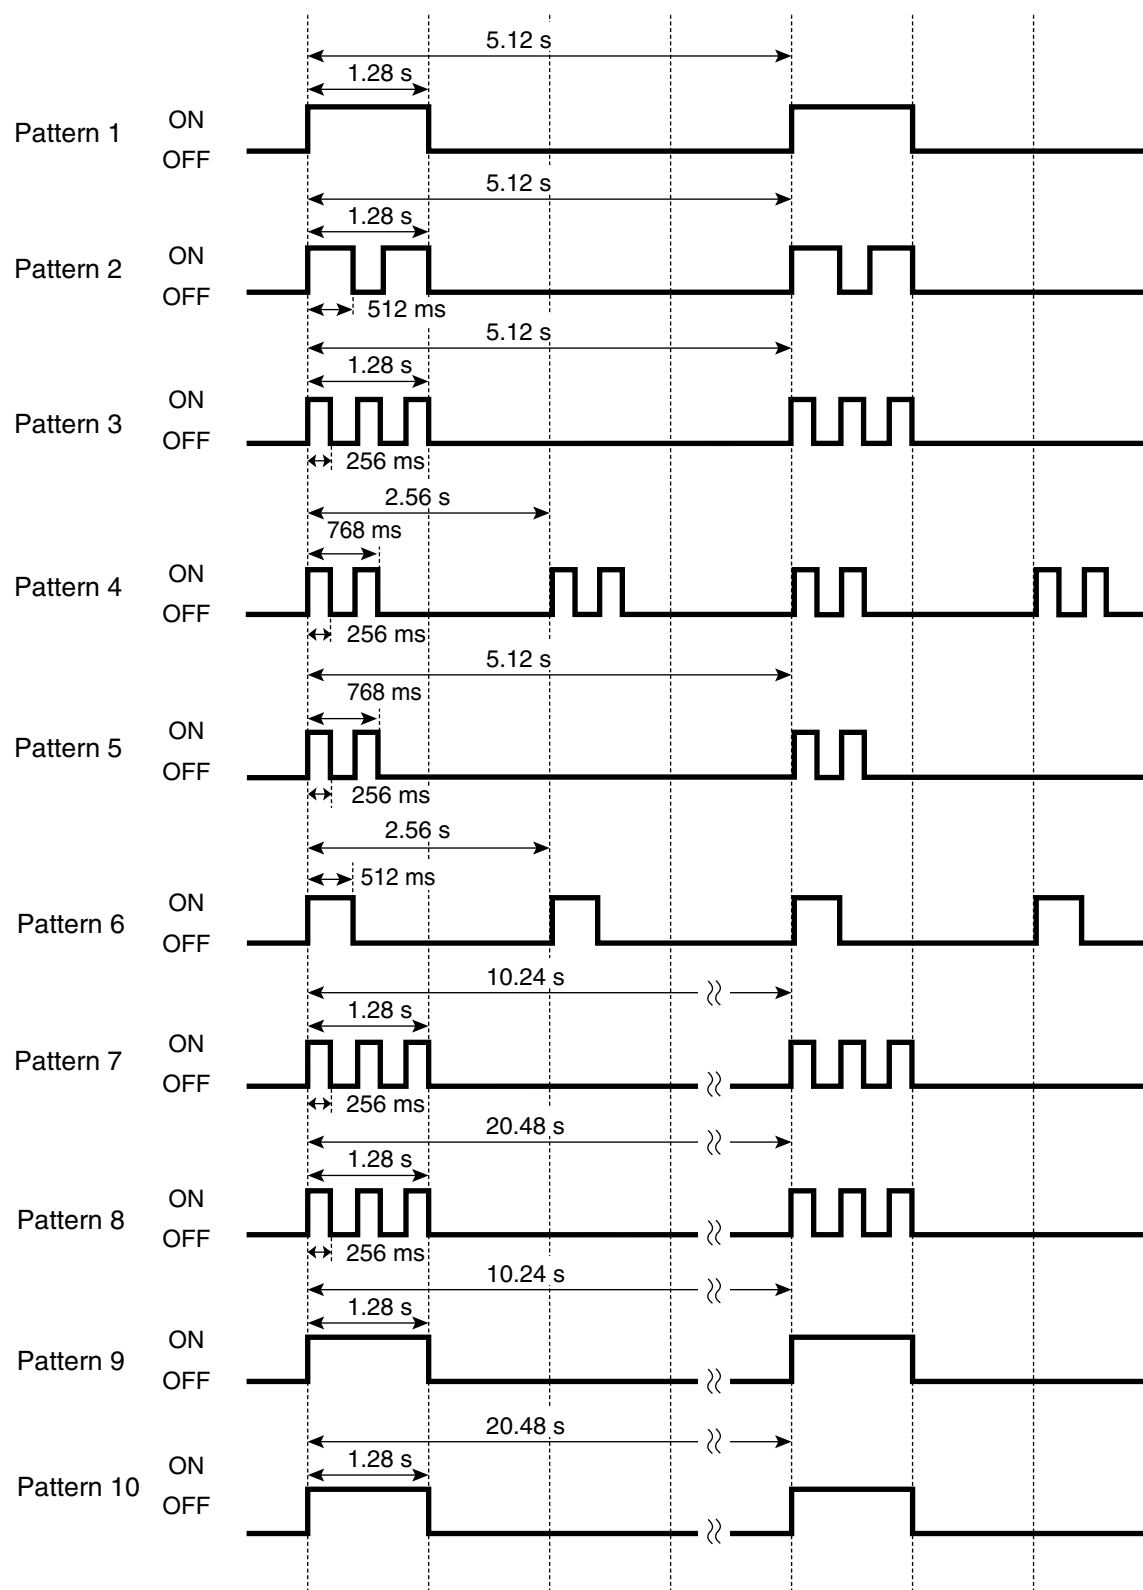 5.12 s
1.28 s
Pattern 1
ON
OFF
5.12 s
1.28 s
Pattern 2
ON
OFF
512 ms
5.12 s
1.28 s
Pattern 3
ON
OFF
256 ms
2.56 s
768 ms
Pattern 4
ON
OFF
256 ms
5.12 s
768 ms
Pattern 5
ON
OFF
256 ms
2.56 s
512 ms
Pattern 6
ON
OFF
10.24 s
1.28 s
Pattern 7
ON
OFF
256 ms
20.48 s
1.28 s
Pattern 8
ON
OFF
256 ms
10.24 s
1.28 s
Pattern 9
ON
OFF
20.48 s
1.28 s
Pattern 10
ON
OFF